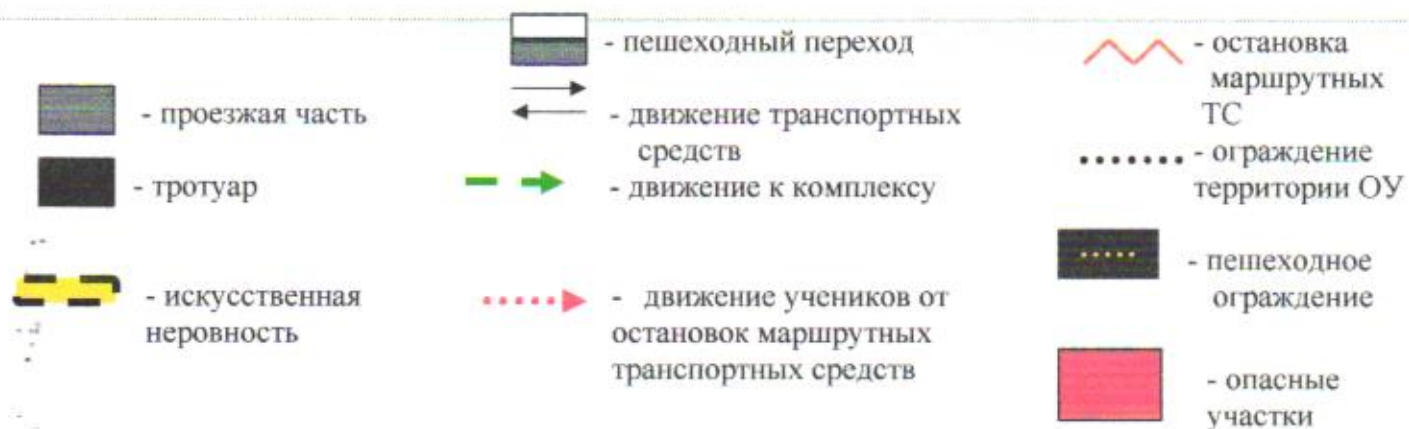 - проезжая часть
- тротуар
- искусственная
неровность
- пешеходный переход
- движение транспортных
средств
- движение к комплексу
- движение учеников от
остановок маршрутных
транспортных средств
- остановка
маршрутных
ТС
- ограждение
территории ОУ
- пешеходное
ограждение
- опасные
участки